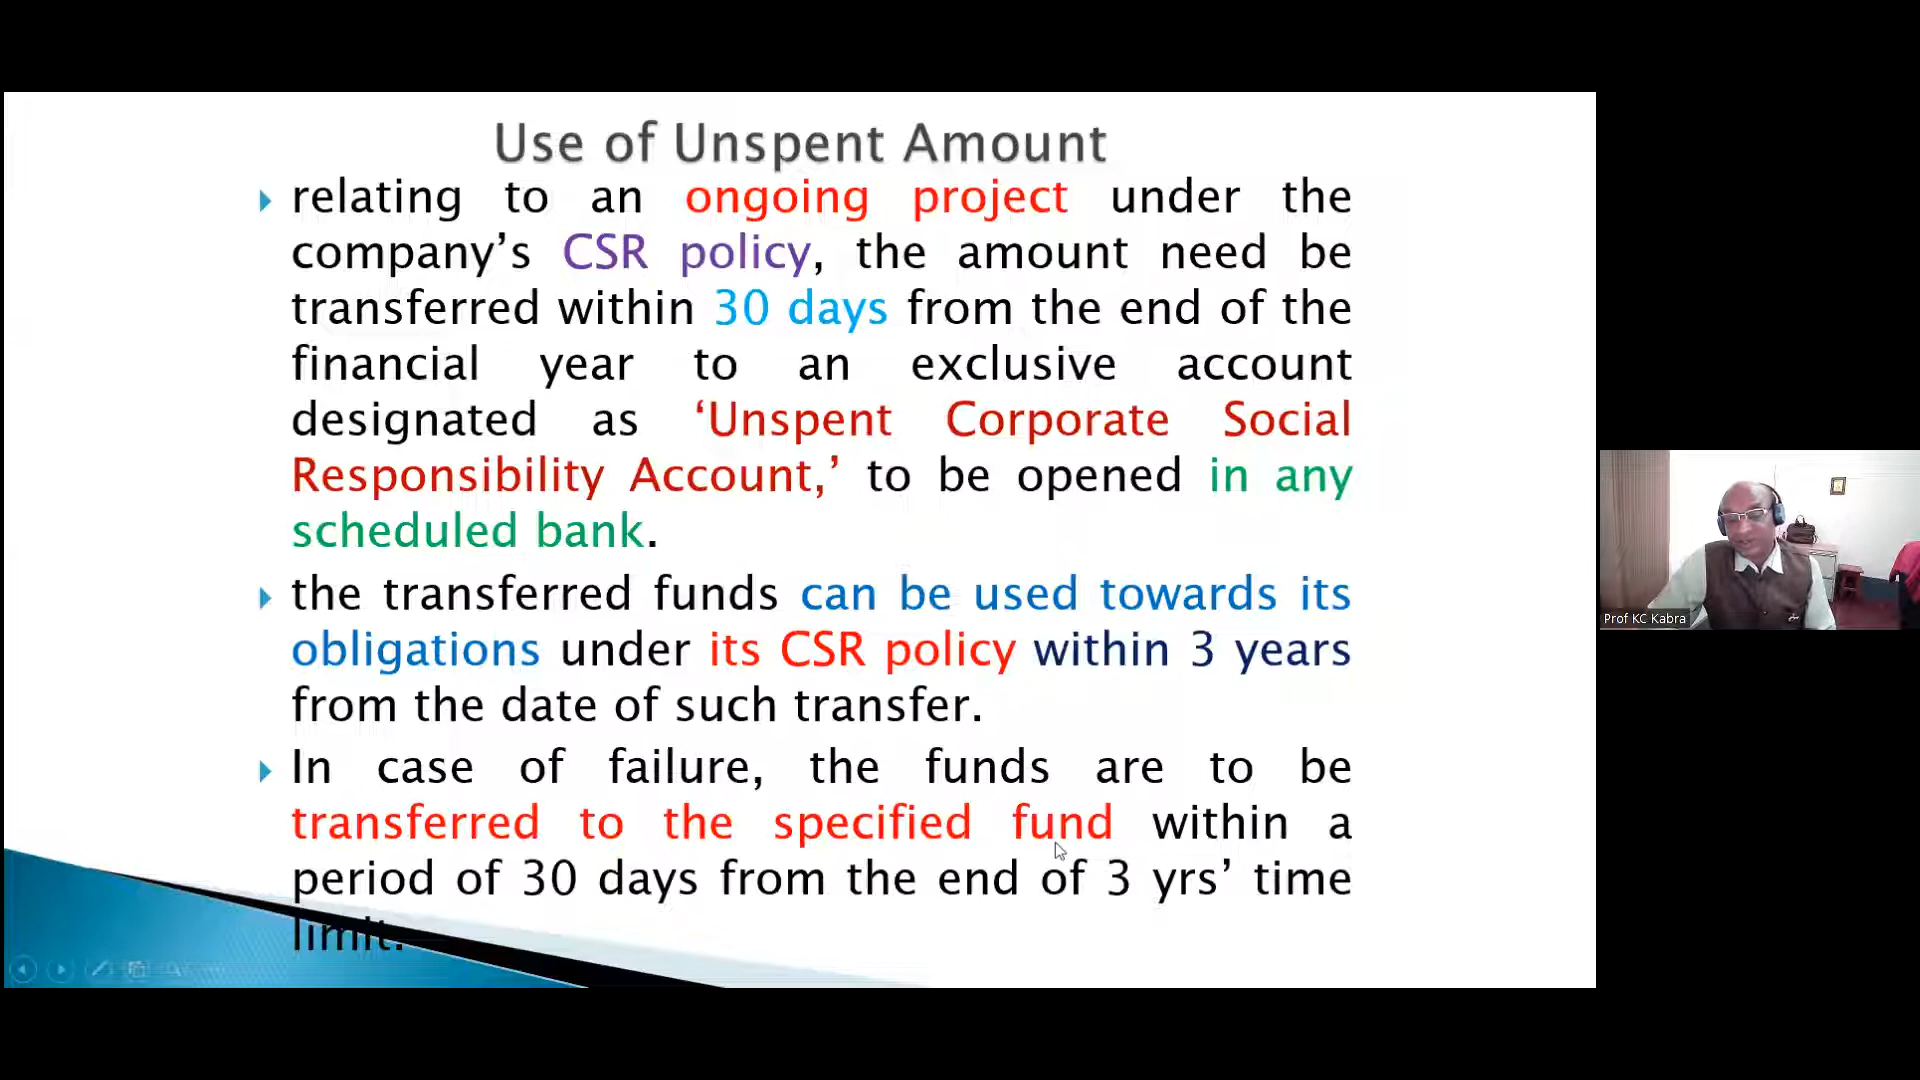 Use of Unspent Amount
relating to an ongoing project under the
company’s CSR policy, the amount need be
transferred within 30 days from the end of the
financial year to an exclusive account
designated as ‘Unspent Corporate Social
Responsibility Account,’ to be opened in any
scheduled bank.
the transferred funds can be used towards its
obligations under its CSR policy within 3 years
from the date of such transfer.
In case of failure, the funds are to be
transferred to the specified fund within a
period of 30 days from the end of 3 yrs’ time
limit.
Prof KC Kabra